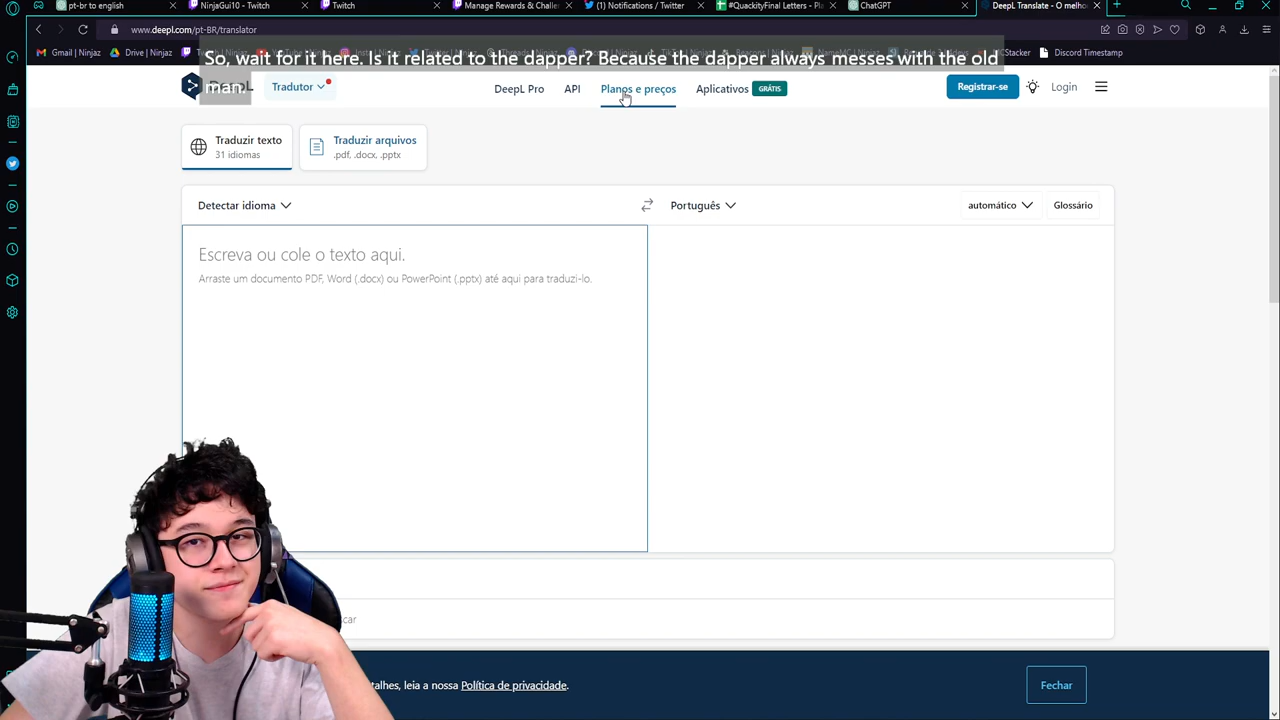 pt-br to english
NinjaGui10 - Twitch
Twitch
Manage Rewards & Challen
(1) Notifications / Twitter
#QuackityFinal Letters - Pla
ChatGPT
DeepL Translate - O melho
www.deepl.com/pt-BR/translator
Gmail | Ninjaz
Drive | Ninjaz
Stacker
Discord Timestamp
So, wait for it here. Is it related to the dapper? Because the dapper always messes with the old
man.
Tradutor
DeepL Pro
API
Planos e preços
Aplicativos
GRÁTIS
Registrar-se
Login
Traduzir texto
31 idiomas
Traduzir arquivos
.pdf, .docx, .pptx
Detectar idioma
Português
automático
Glossário
Escreva ou cole o texto aqui.
Arraste um documento PDF, Word (.docx) ou PowerPoint (.pptx) até aqui para traduzi-lo.
car
talhes, leia a nossa Política de privacidade.
Fechar